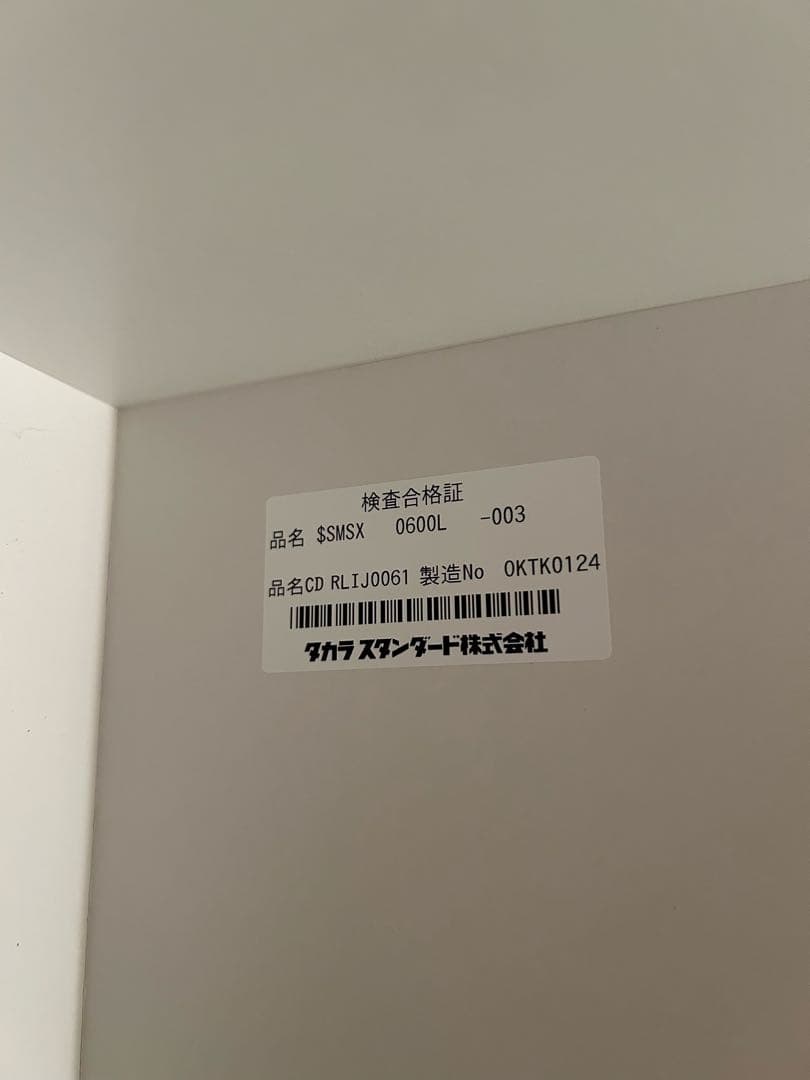 検査合格証
品名 $SMSX 0600L -003
品名CD RLIJ0061 製造No 0KTK0124
タカラスタンダード株式会社